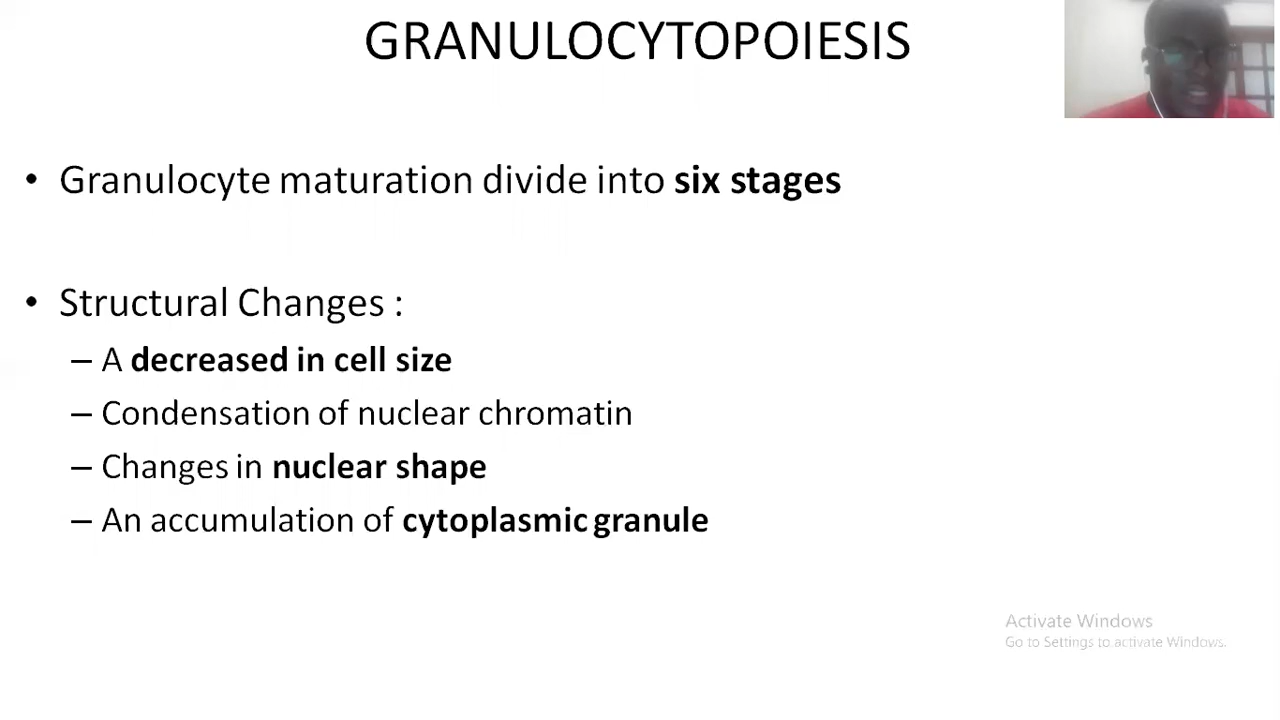 GRANULOCYTOPOIESIS
• Granulocyte maturation divide into six stages
• Structural Changes :
– A decreased in cell size
– Condensation of nuclear chromatin
– Changes in nuclear shape
– An accumulation of cytoplasmic granule
Activate Windows
Go to Settings to activate Windows.